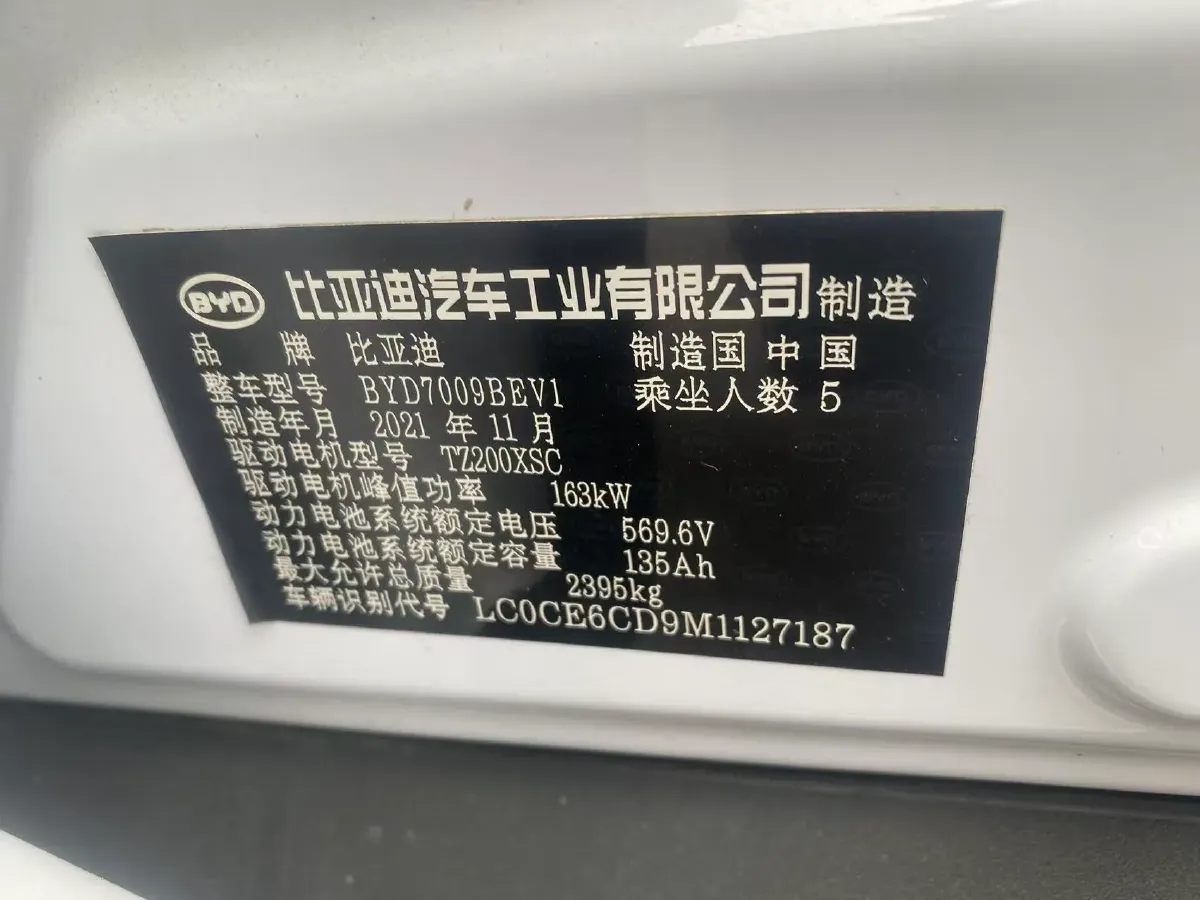 BYD 比亚迪汽车工业有限公司制造
品 牌 比亚迪 制造国 中国
整车型号 BYD7009BEV1 乘坐人数 5
制造年月 2021 年 11 月
驱动电机型号 TZ200XSC
驱动电机峰值功率 163kW
动力电池系统额定电压 569.6V
动力电池系统额定容量 135Ah
最大允许总质量 2395kg
车辆识别代号 LC0CE6CD9M1127187